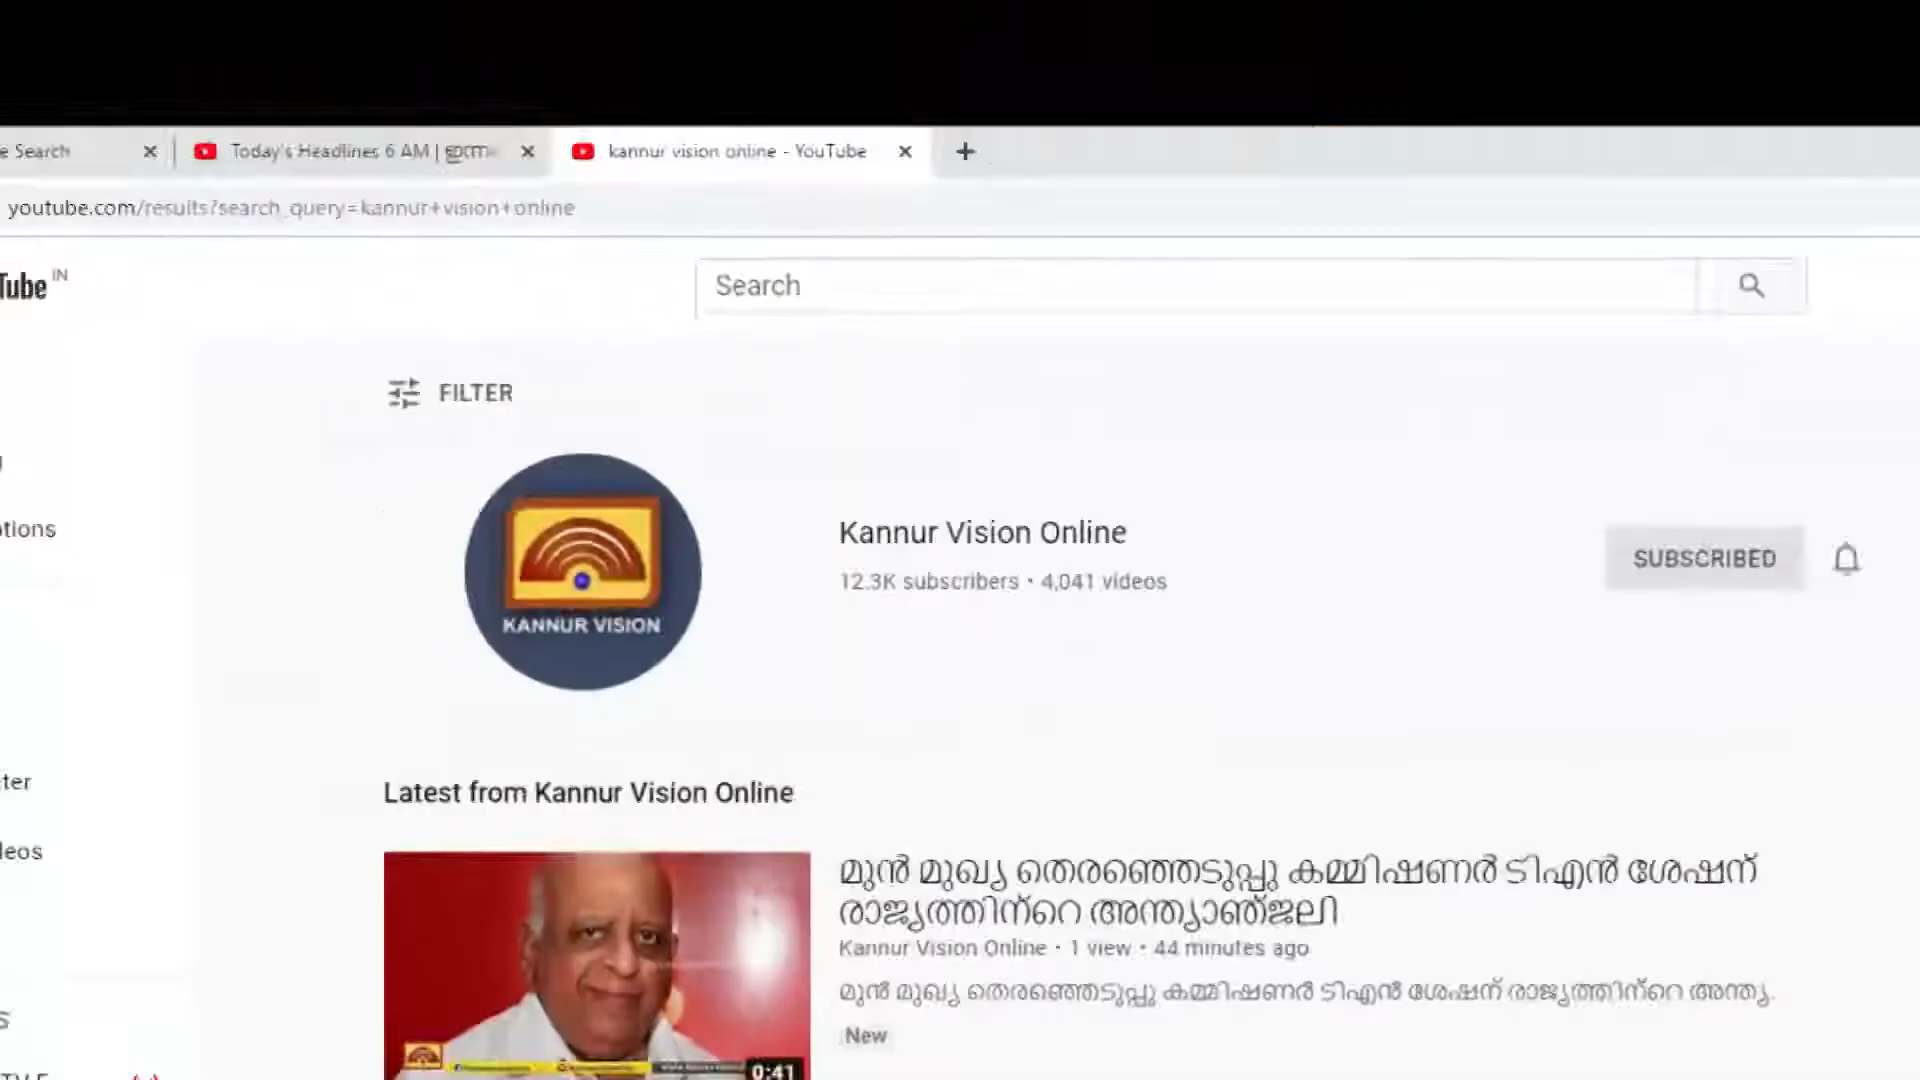 e Search
Today's Headlines 6 AM |
kannur vision online - YouTube
youtube.com/results?search_query=kannur+vision+online
Tube IN
Search
FILTER
KANNUR VISION
Kannur Vision Online
12.3K subscribers • 4,041 videos
SUBSCRIBED
tions
ter
leos
Latest from Kannur Vision Online
മുൻ മുഖ്യ തെരഞ്ഞെടുപ്പു കമ്മിഷണർ ടിഎൻ ശേഷന്
രാജ്യത്തിന്റെ അന്ത്യാഞ്ജലി
Kannur Vision Online • 1 view • 44 minutes ago
മുൻ മുഖ്യ തെരഞ്ഞെടുപ്പു കമ്മിഷണർ ടിഎൻ ശേഷന് രാജ്യത്തിന്റെ അന്ത്യ.
New
0:41